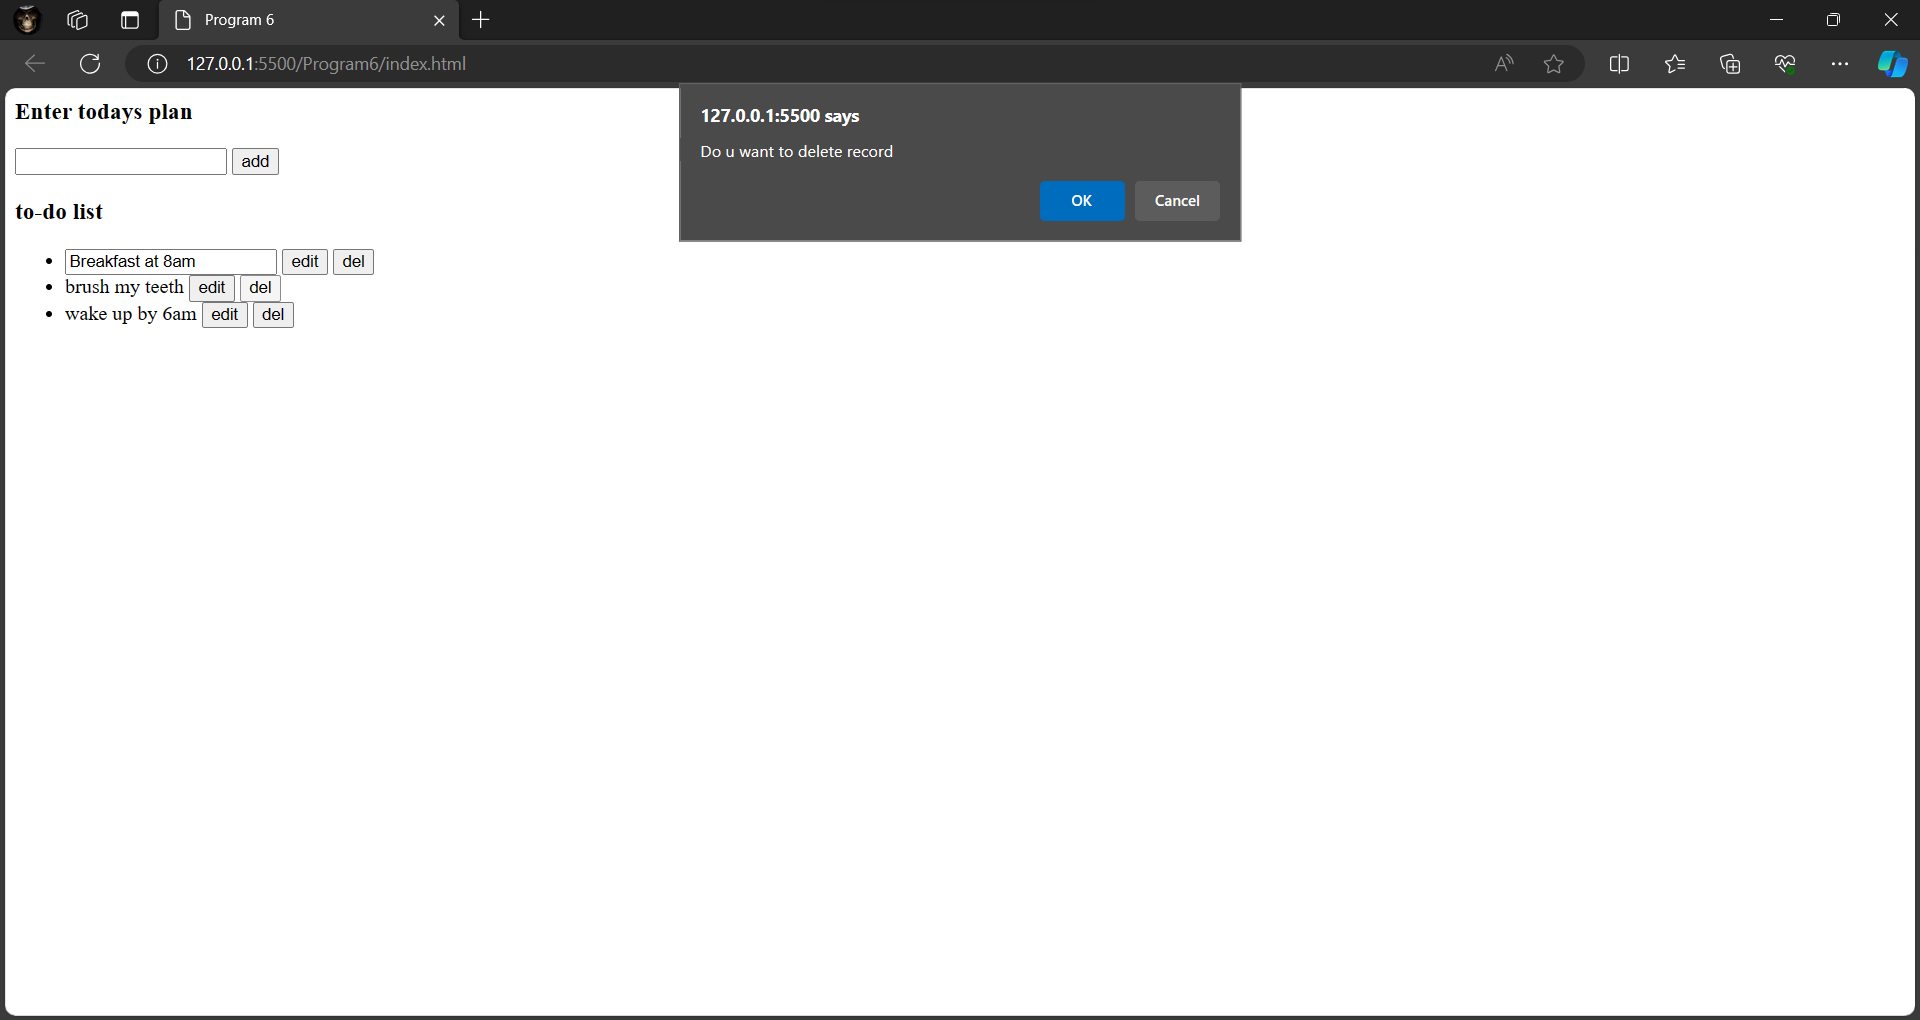 Program 6
127.0.0.1:5500/Program6/index.html
127.0.0.1:5500 says
Do u want to delete record
OK Cancel
Enter todays plan
add
to-do list
Breakfast at 8am edit del
brush my teeth edit del
wake up by 6am edit del